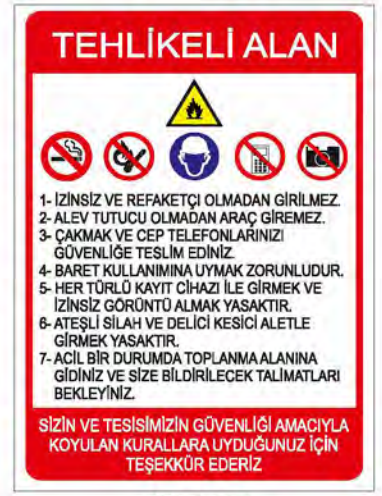 TEHLİKELİ ALAN
1- İZİNSİZ VE REFAKETÇI OLMADAN GİRİLMEZ.
2- ALEV TUTUCU OLMADAN ARAÇ GİREMEZ.
3- ÇAKMAK VE CEP TELEFONLARINIZI
GÜVENLİĞE TESLİM EDİNİZ.
4- BARET KULLANIMINA UYMAK ZORUNLUDUR.
5- HER TÜRLÜ KAYIT CİHAZI İLE GİRMEK VE
İZİNSİZ GÖRÜNTÜ ALMAK YASAKTIR.
6- ATEŞLİ SİLAH VE DELİCİ KESİCİ ALETLE
GİRMEK YASAKTIR.
7- ACİL BİR DURUMDA TOPLANMA ALANINA
GİDİNİZ VE SİZE BİLDİRİLECEK TALİMATLARI
BEKLEYİNİZ.
SİZİN VE TESİSİMİZİN GÜVENLİĞİ AMACIYLA
KOYULAN KURALLARA UYDUĞUNUZ İÇİN
TEŞEKKÜR EDERİZ